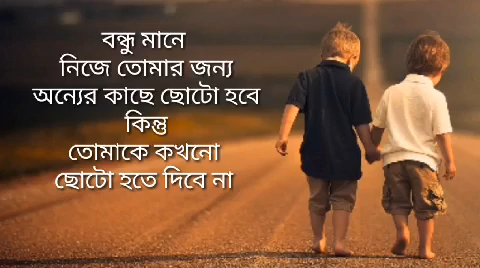 বন্ধু মানে
নিজে তোমার জন্য
অন্যের কাছে ছোটো হবে
কিন্তু
তোমাকে কখনো
ছোটো হতে দিবে না